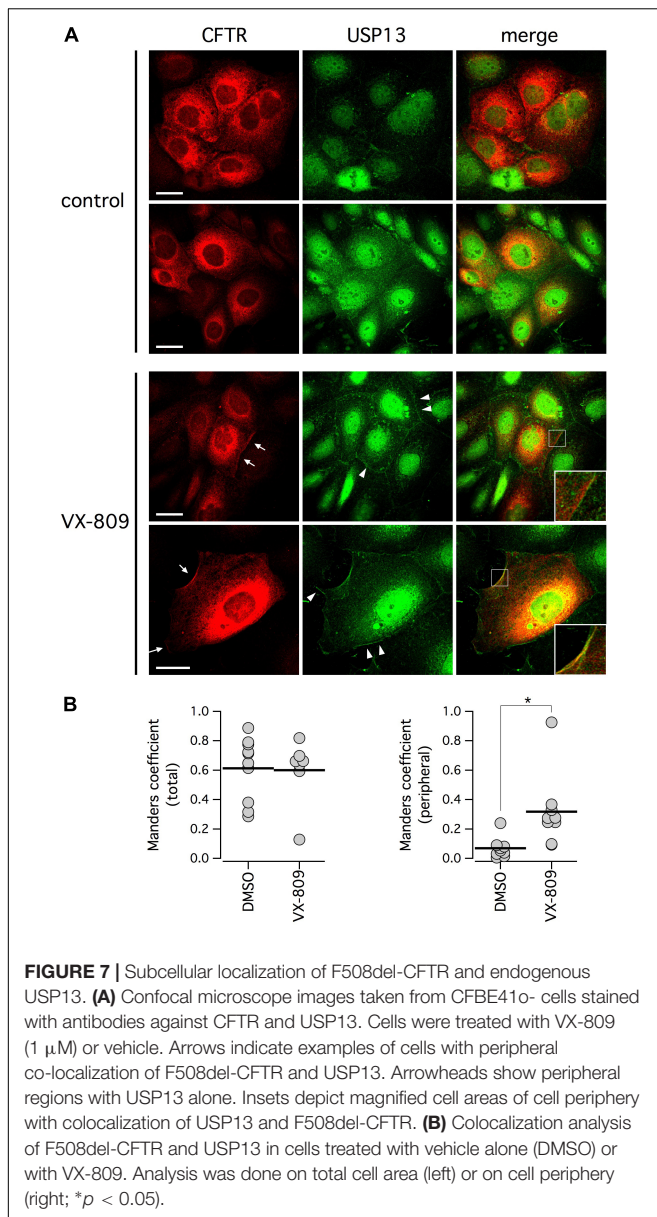 A
CFTR USP13 merge
control
VX-809
B
Manders coefficient
(total)
1.0
0.8
0.6
0.4
0.2
0.0
DMSO
VX-809
Manders coefficient
(peripheral)
1.0
0.8
0.6
0.4
0.2
0.0
*
DMSO
VX-809
FIGURE 7 | Subcellular localization of F508del-CFTR and endogenous
USP13. (A) Confocal microscope images taken from CFBE41o- cells stained
with antibodies against CFTR and USP13. Cells were treated with VX-809
(1 μM) or vehicle. Arrows indicate examples of cells with peripheral
co-localization of F508del-CFTR and USP13. Arrowheads show peripheral
regions with USP13 alone. Insets depict magnified cell areas of cell periphery
with colocalization of USP13 and F508del-CFTR. (B) Colocalization analysis
of F508del-CFTR and USP13 in cells treated with vehicle alone (DMSO) or
with VX-809. Analysis was done on total cell area (left) or on cell periphery
(right; *p < 0.05).